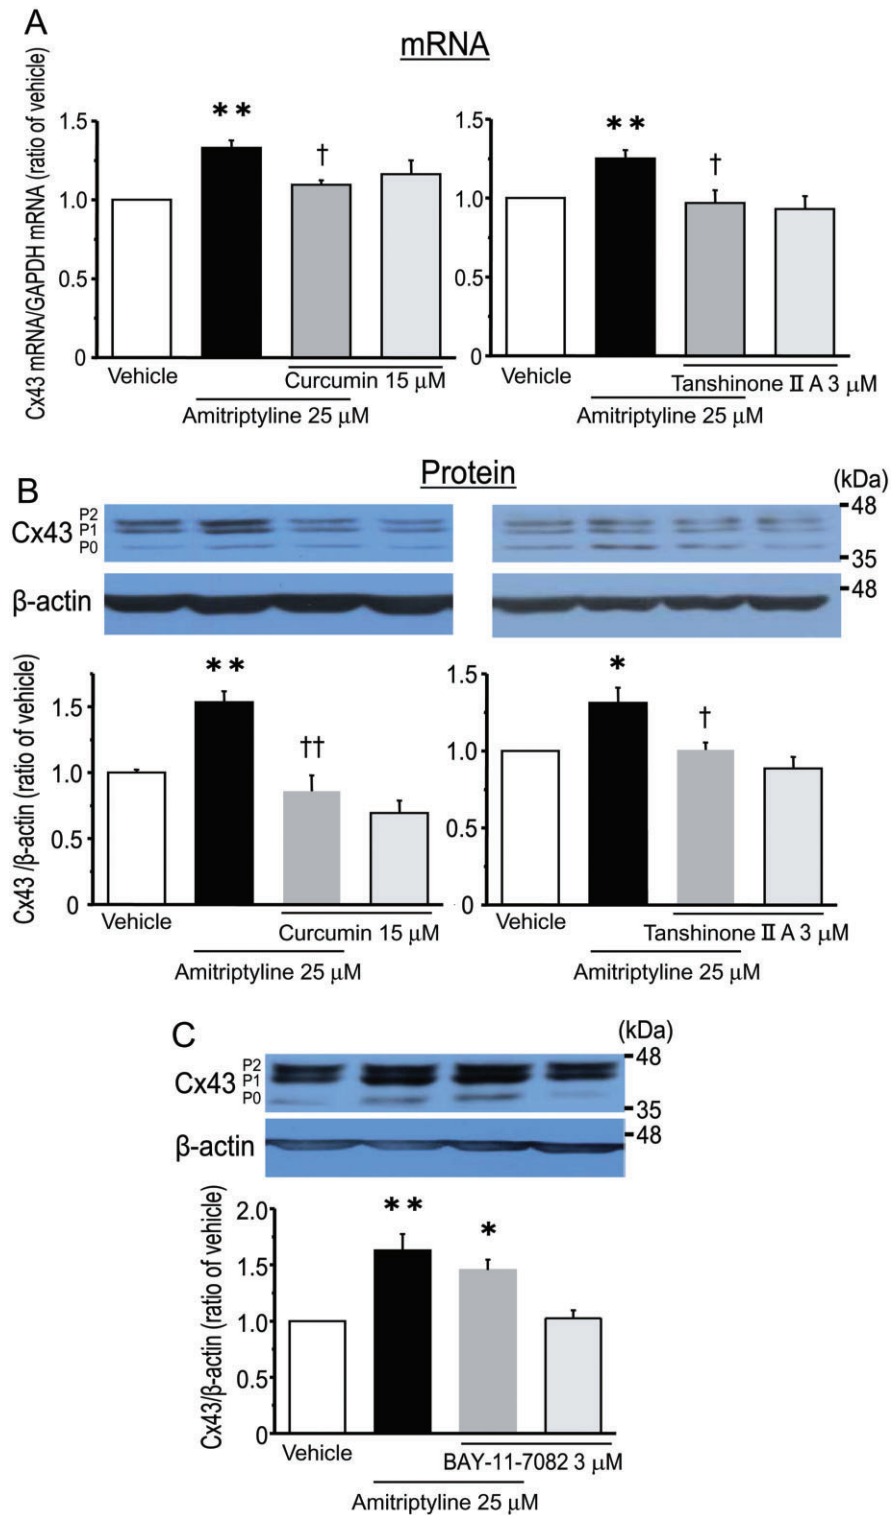 A
mRNA
Cx43 mRNA/GAPDH mRNA (ratio of vehicle)
1.5
1.0
0.5
0
**
†
Vehicle
Curcumin 15 μM
Amitriptyline 25 μM
1.5
1.0
0.5
0
**
†
Vehicle
Tanshinone Ⅱ A 3 μM
Amitriptyline 25 μM
B
Protein
(kDa)
Cx43
P2
P1
P0
48
35
β-actin
48
Cx43 /β-actin (ratio of vehicle)
1.5
1.0
0.5
0
**
††
Vehicle
Curcumin 15 μM
Amitriptyline 25 μM
1.5
1.0
0.5
0
*
†
Vehicle
Tanshinone Ⅱ A 3 μM
Amitriptyline 25 μM
C
(kDa)
Cx43
P2
P1
P0
48
35
β-actin
48
Cx43/β-actin (ratio of vehicle)
2.0
1.5
1.0
0.5
0
**
*
Vehicle
BAY-11-7082 3 μM
Amitriptyline 25 μM